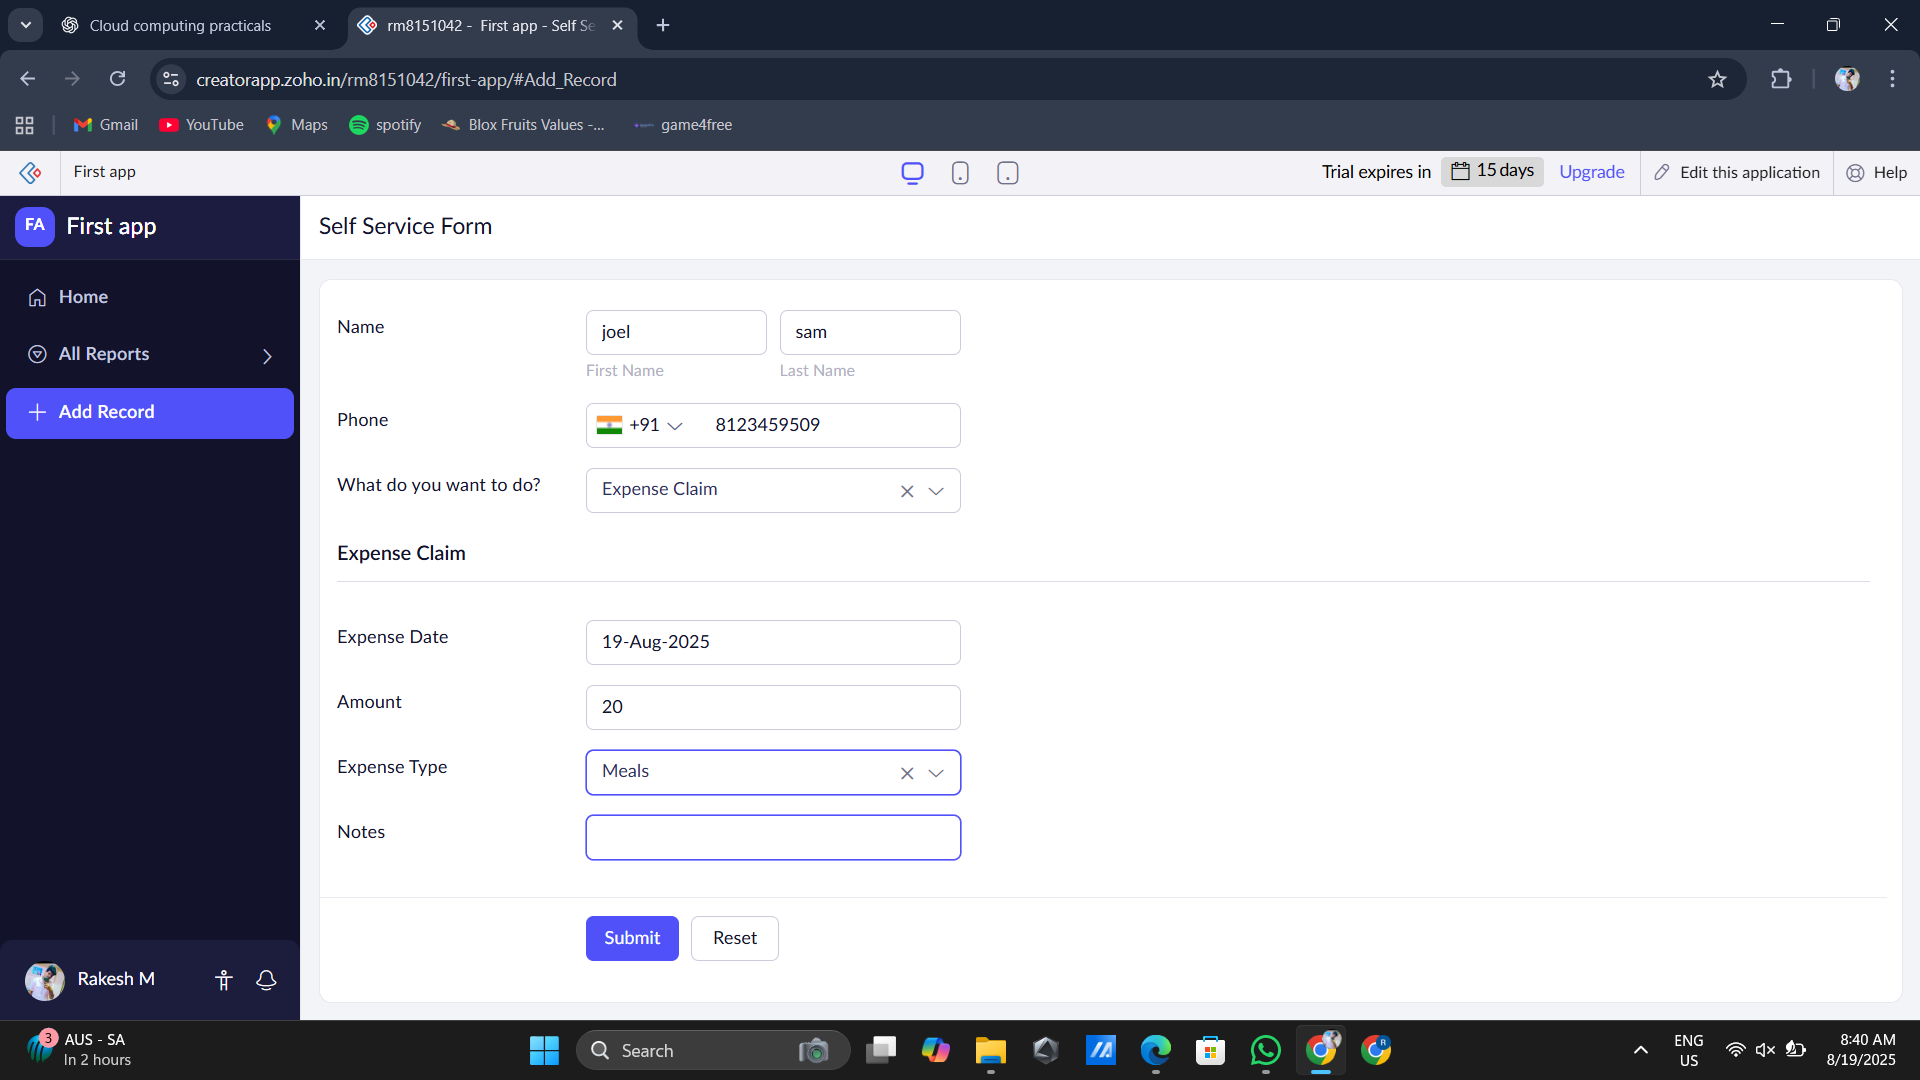 Cloud computing practicals
rm8151042 - First app - Self Se
creatorapp.zoho.in/rm8151042/first-app/#Add_Record
Gmail
YouTube
Maps
spotify
Blox Fruits Values -...
game4free
First app
Trial expires in
15 days
Upgrade
Edit this application
Help
FA
First app
Home
All Reports
Add Record
Self Service Form
Name
joel
sam
First Name
Last Name
Phone
+91
8123459509
What do you want to do?
Expense Claim
Expense Claim
Expense Date
19-Aug-2025
Amount
20
Expense Type
Meals
Notes
Submit
Reset
Rakesh M
3
AUS - SA
In 2 hours
Search
R
ENG
US
8:40 AM
8/19/2025